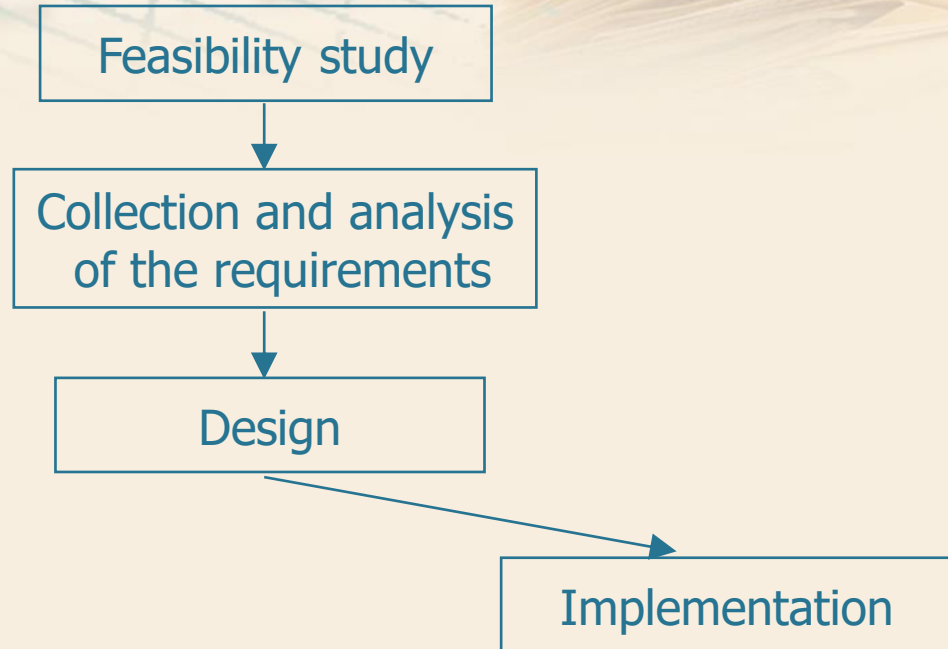 Feasibility study
Collection and analysis
of the requirements
Design
Implementation